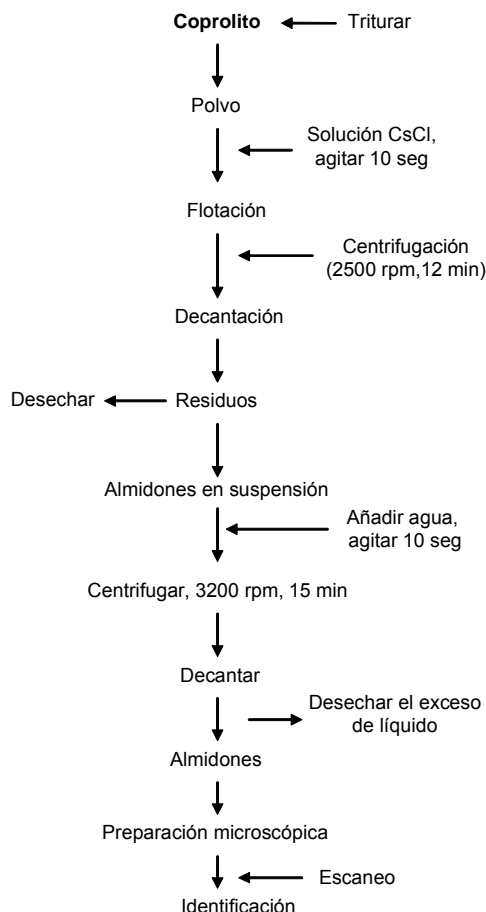 Coprolito
Triturar
Polvo
Solución CsCl,
agitar 10 seg
Flotación
Centrifugación
(2500 rpm,12 min)
Decantación
Desechar
Residuos
Almidones en suspensión
Añadir agua,
agitar 10 seg
Centrifugar, 3200 rpm, 15 min
Decantar
Desechar el exceso
de líquido
Almidones
Preparación microscópica
Escaneo
Identificación